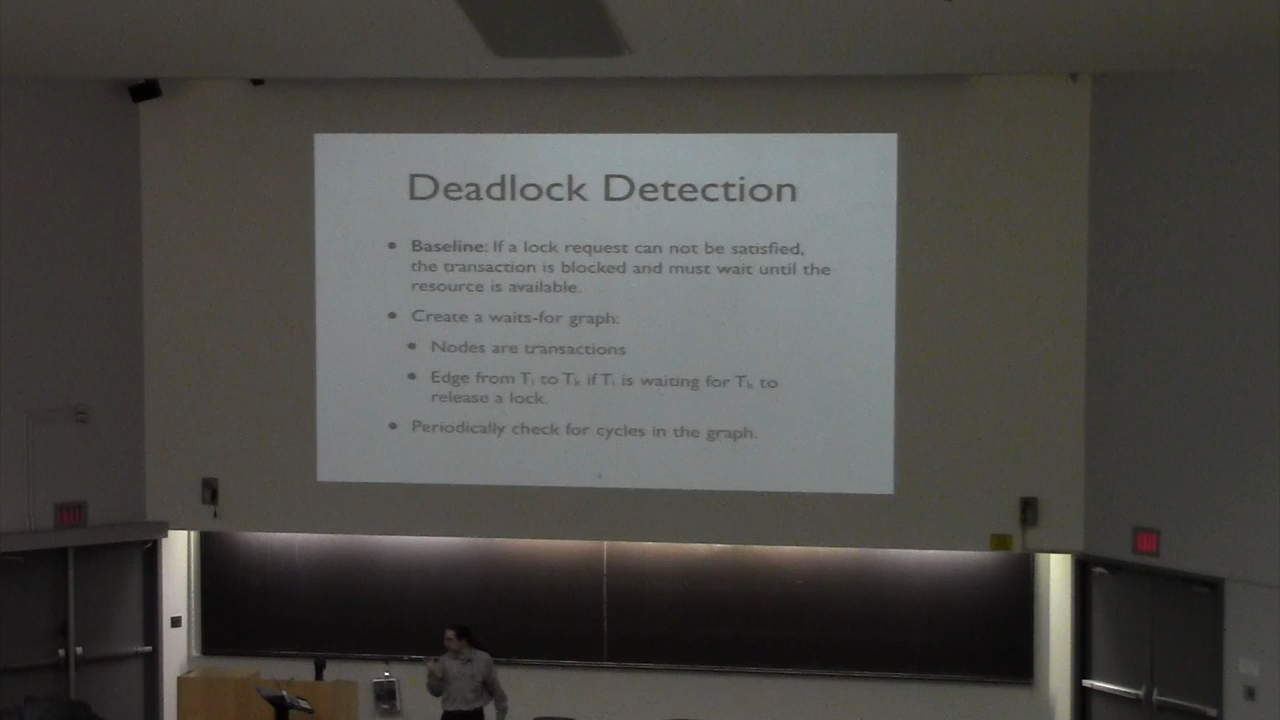 Deadlock Detection
• Baseline: If a lock request can not be satisfied,
the transaction is blocked and must wait until the
resource is available.
• Create a waits-for graph:
• Nodes are transactions
• Edge from Ti to Tk if Ti is waiting for Tk to
release a lock.
• Periodically check for cycles in the graph.